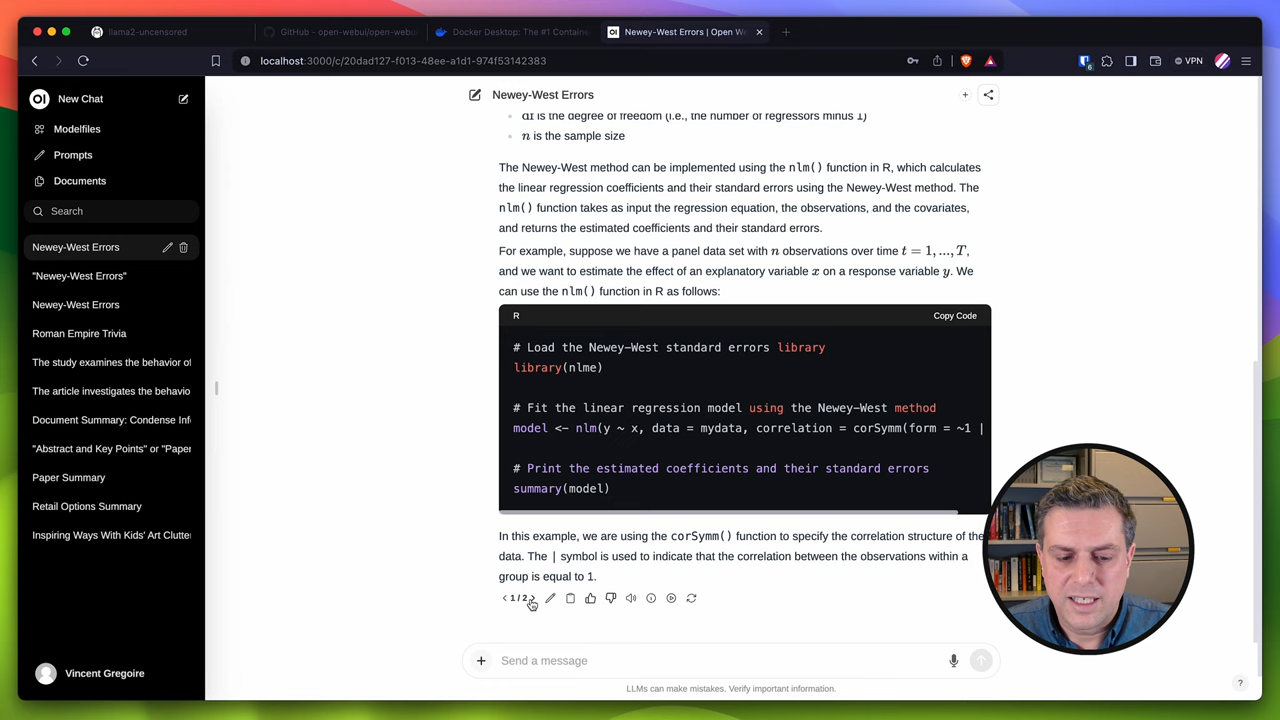 llama2-uncensored
GitHub - open-webui/open-webu
Docker Desktop: The #1 Containe
OI Newey-West Errors | Open We
localhost:3000/c/20dad127-f013-48ee-a1d1-974f53142383
6
VPN
OI New Chat
Modelfiles
Prompts
Documents
Search
Newey-West Errors
"Newey-West Errors"
Newey-West Errors
Roman Empire Trivia
The study examines the behavior of
The article investigates the behavio
Document Summary: Condense Info
"Abstract and Key Points" or "Paper
Paper Summary
Retail Options Summary
Inspiring Ways With Kids' Art Clutter
Vincent Gregoire
Newey-West Errors
df is the degree of freedom (i.e., the number of regressors minus 1)
n is the sample size
The Newey-West method can be implemented using the nlm() function in R, which calculates
the linear regression coefficients and their standard errors using the Newey-West method. The
nlm() function takes as input the regression equation, the observations, and the covariates,
and returns the estimated coefficients and their standard errors.
For example, suppose we have a panel data set with n observations over time t = 1, ..., T,
and we want to estimate the effect of an explanatory variable x on a response variable y. We
can use the nlm() function in R as follows:
R
Copy Code
# Load the Newey-West standard errors library
library(nlme)
# Fit the linear regression model using the Newey-West method
model <- nlm(y ~ x, data = mydata, correlation = corSymm(form = ~1 |
# Print the estimated coefficients and their standard errors
summary(model)
In this example, we are using the corSymm() function to specify the correlation structure of the
data. The | symbol is used to indicate that the correlation between the observations within a
group is equal to 1.
1 / 2
Send a message
LLMs can make mistakes. Verify important information.
?